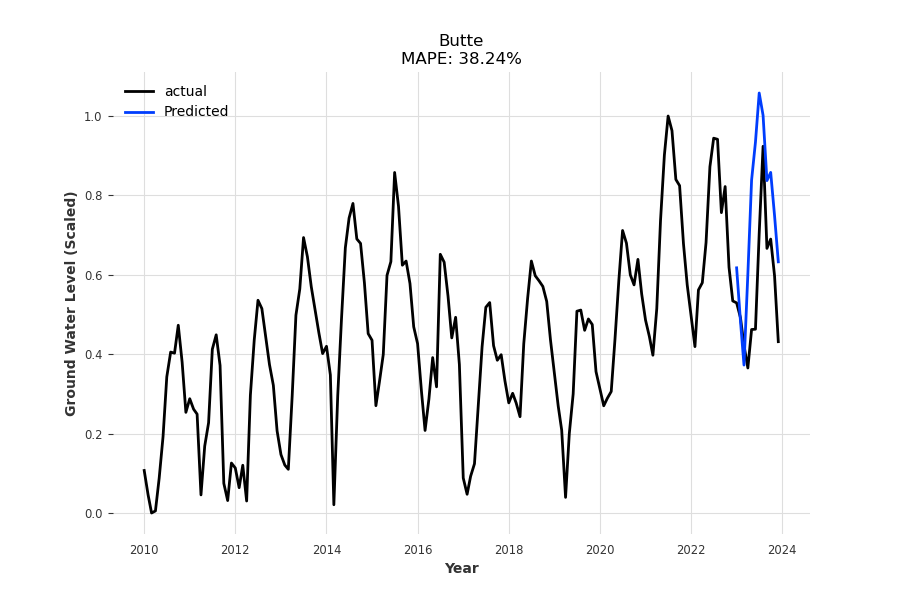 Butte
MAPE: 38.24%
actual
Predicted
Ground Water Level (Scaled)
1.0
0.8
0.6
0.4
0.2
0.0
2010 2012 2014 2016 2018 2020 2022 2024
Year